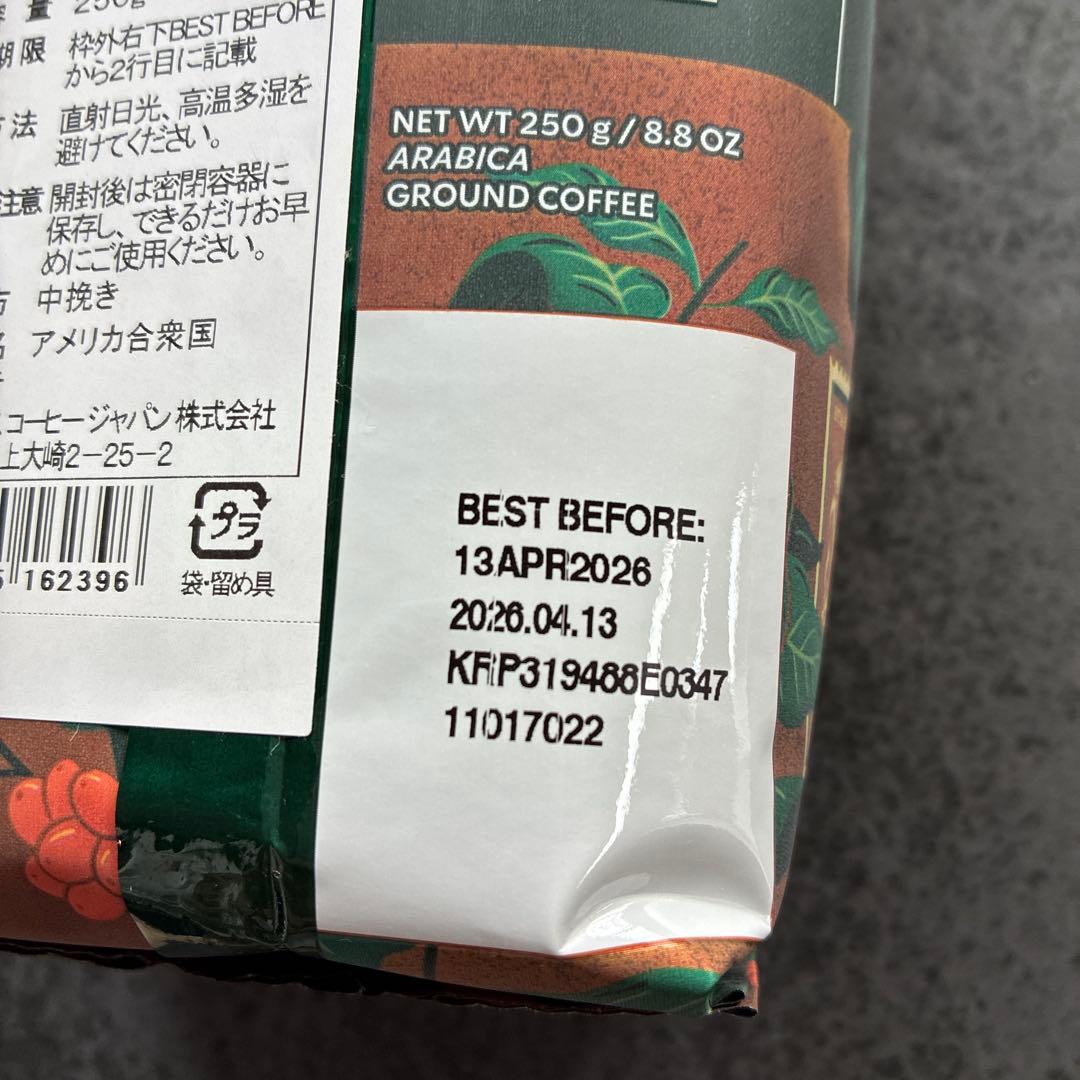 容量 250g
期限 枠外右下BEST BEFORE
から2行目に記載
方法 直射日光、高温多湿を
避けてください。
注意 開封後は密閉容器に
保存し、できるだけお早
めにご使用ください。
方 中挽き
名 アメリカ合衆国
コーヒージャパン株式会社
上大崎2-25-2
162396
プラ
袋・留め具
NET WT 250 g / 8.8 OZ
ARABICA
GROUND COFFEE
BEST BEFORE:
13APR2026
2026.04.13
KRP319488E0347
11017022